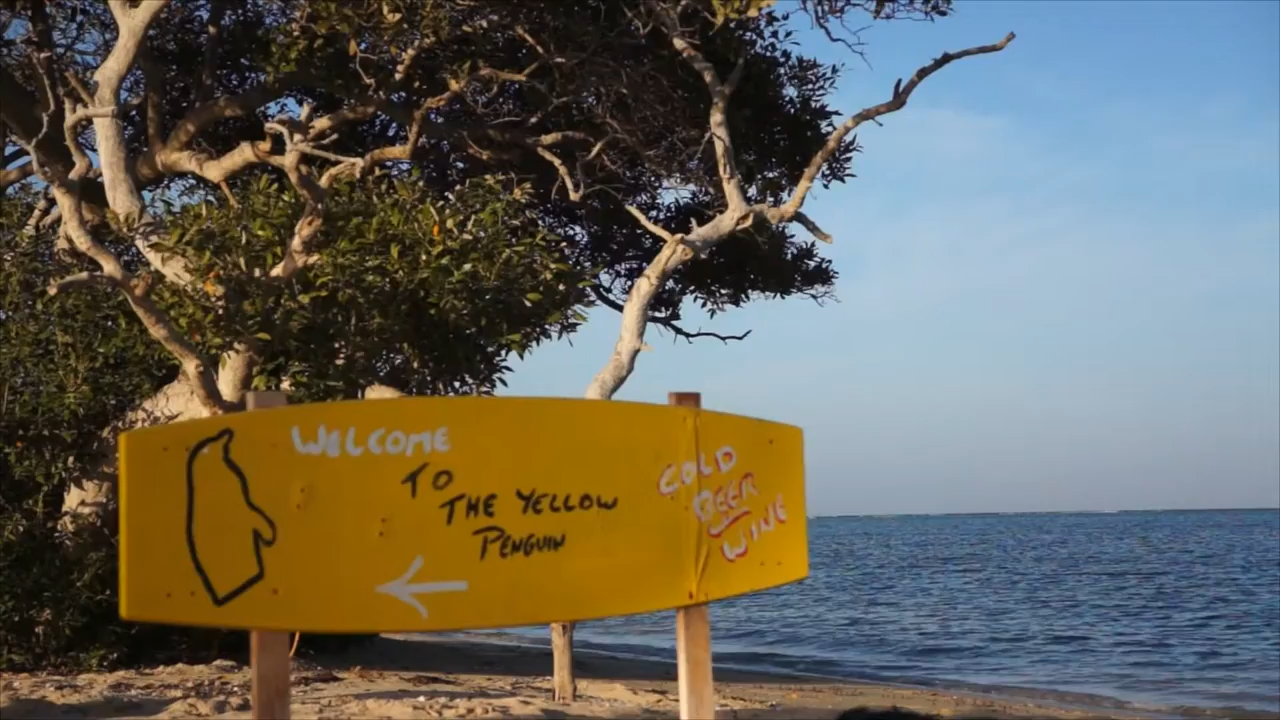 WELCOME
TO
THE YELLOW
PENGUIN
COLD
BEER
WINE